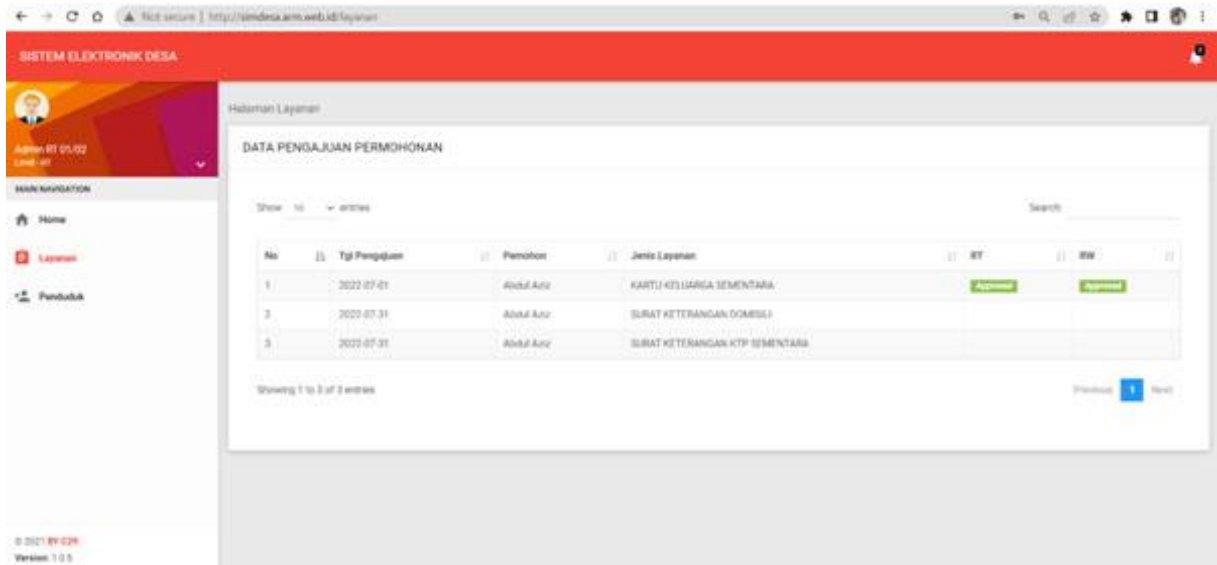 Not secure | http://simdesa.arm.web.id/layanan
SISTEM ELEKTRONIK DESA
Admin RT 01/02
Level - RT
MAIN NAVIGATION
Home
Layanan
Penduduk
Halaman Layanan
DATA PENGAJUAN PERMOHONAN
Show 10 entries
Search:
No Tgl Pengajuan Pemohon Jenis Layanan RT RW
1 2022-07-01 Abdul Aziz KARTU KELUARGA SEMENTARA Approved Approved
2 2022-07-31 Abdul Aziz SURAT KETERANGAN DOMISILI
3 2022-07-31 Abdul Aziz SURAT KETERANGAN KTP SEMENTARA
Showing 1 to 3 of 3 entries
Previous 1 Next
© 2021
Version 1.0.5